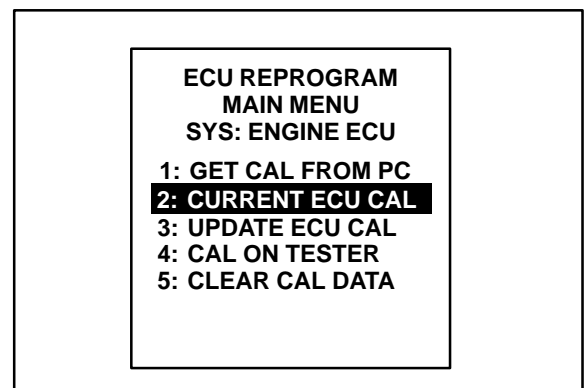 ECU REPROGRAM
MAIN MENU
SYS: ENGINE ECU
1: GET CAL FROM PC
2: CURRENT ECU CAL
3: UPDATE ECU CAL
4: CAL ON TESTER
5: CLEAR CAL DATA